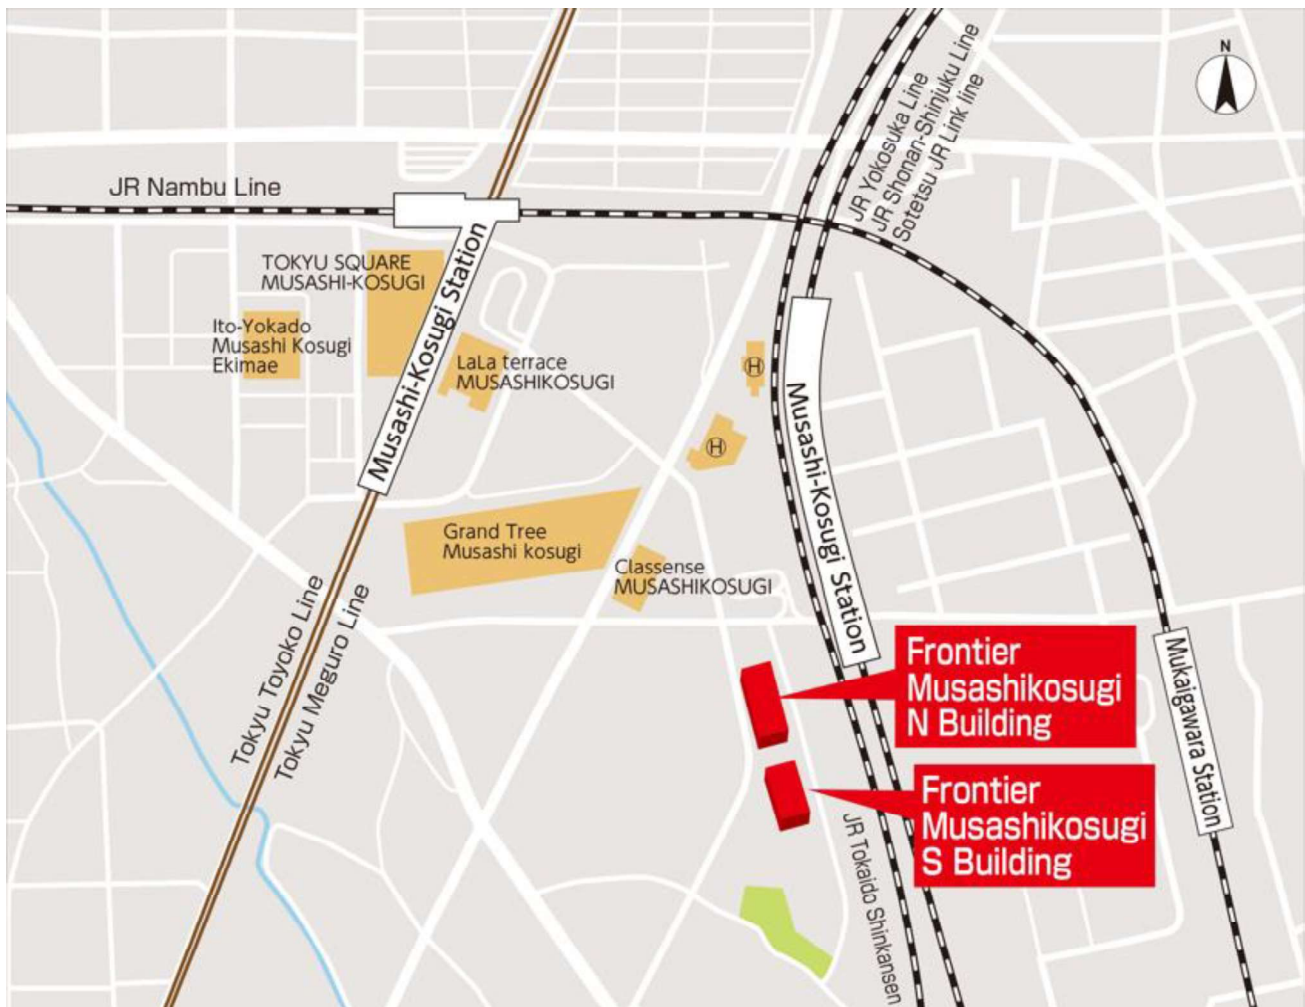 N
JR Yokosuka Line
JR Shonan-Shinjuku Line
Sotetsu JR Link line
JR Nambu Line
TOKYU SQUARE
MUSASHI-KOSUGI
Musashi-Kosugi Station
Ito-Yokado
Musashi Kosugi
Ekimae
LaLa terrace
MUSASHIKOSUGI
H
H
Musashi-Kosugi Station
Grand Tree
Musashi kosugi
Classense
MUSASHIKOSUGI
Tokyu Toyoko Line
Tokyu Meguro Line
Frontier
Musashikosugi
N Building
Mukaigawara Station
Frontier
Musashikosugi
S Building
JR Tokaido Shinkansen